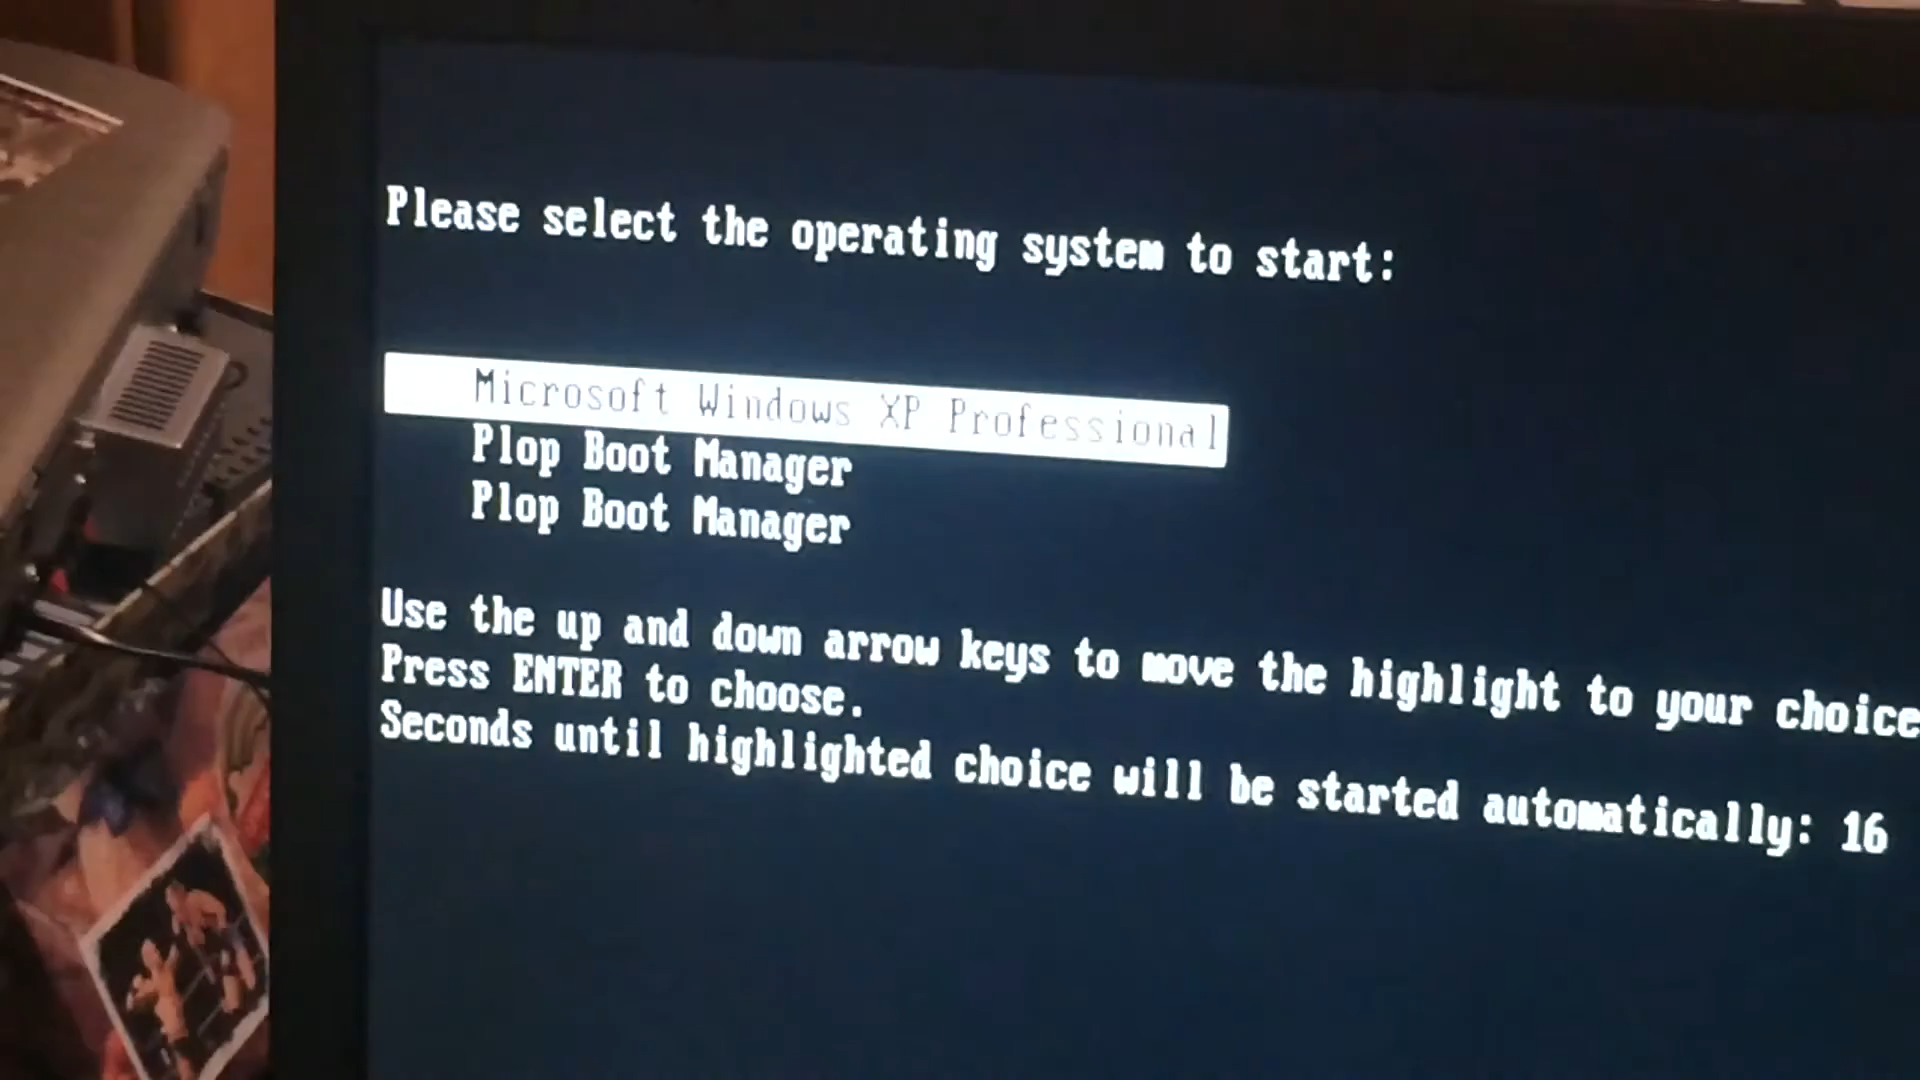 Please select the operating system to start:
Microsoft Windows XP Professional
Plop Boot Manager
Plop Boot Manager
Use the up and down arrow keys to move the highlight to your choice
Press ENTER to choose.
Seconds until highlighted choice will be started automatically: 16